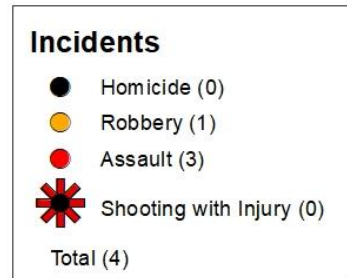 Incidents
Homicide (0)
Robbery (1)
Assault (3)
Shooting with Injury (0)
Total (4)